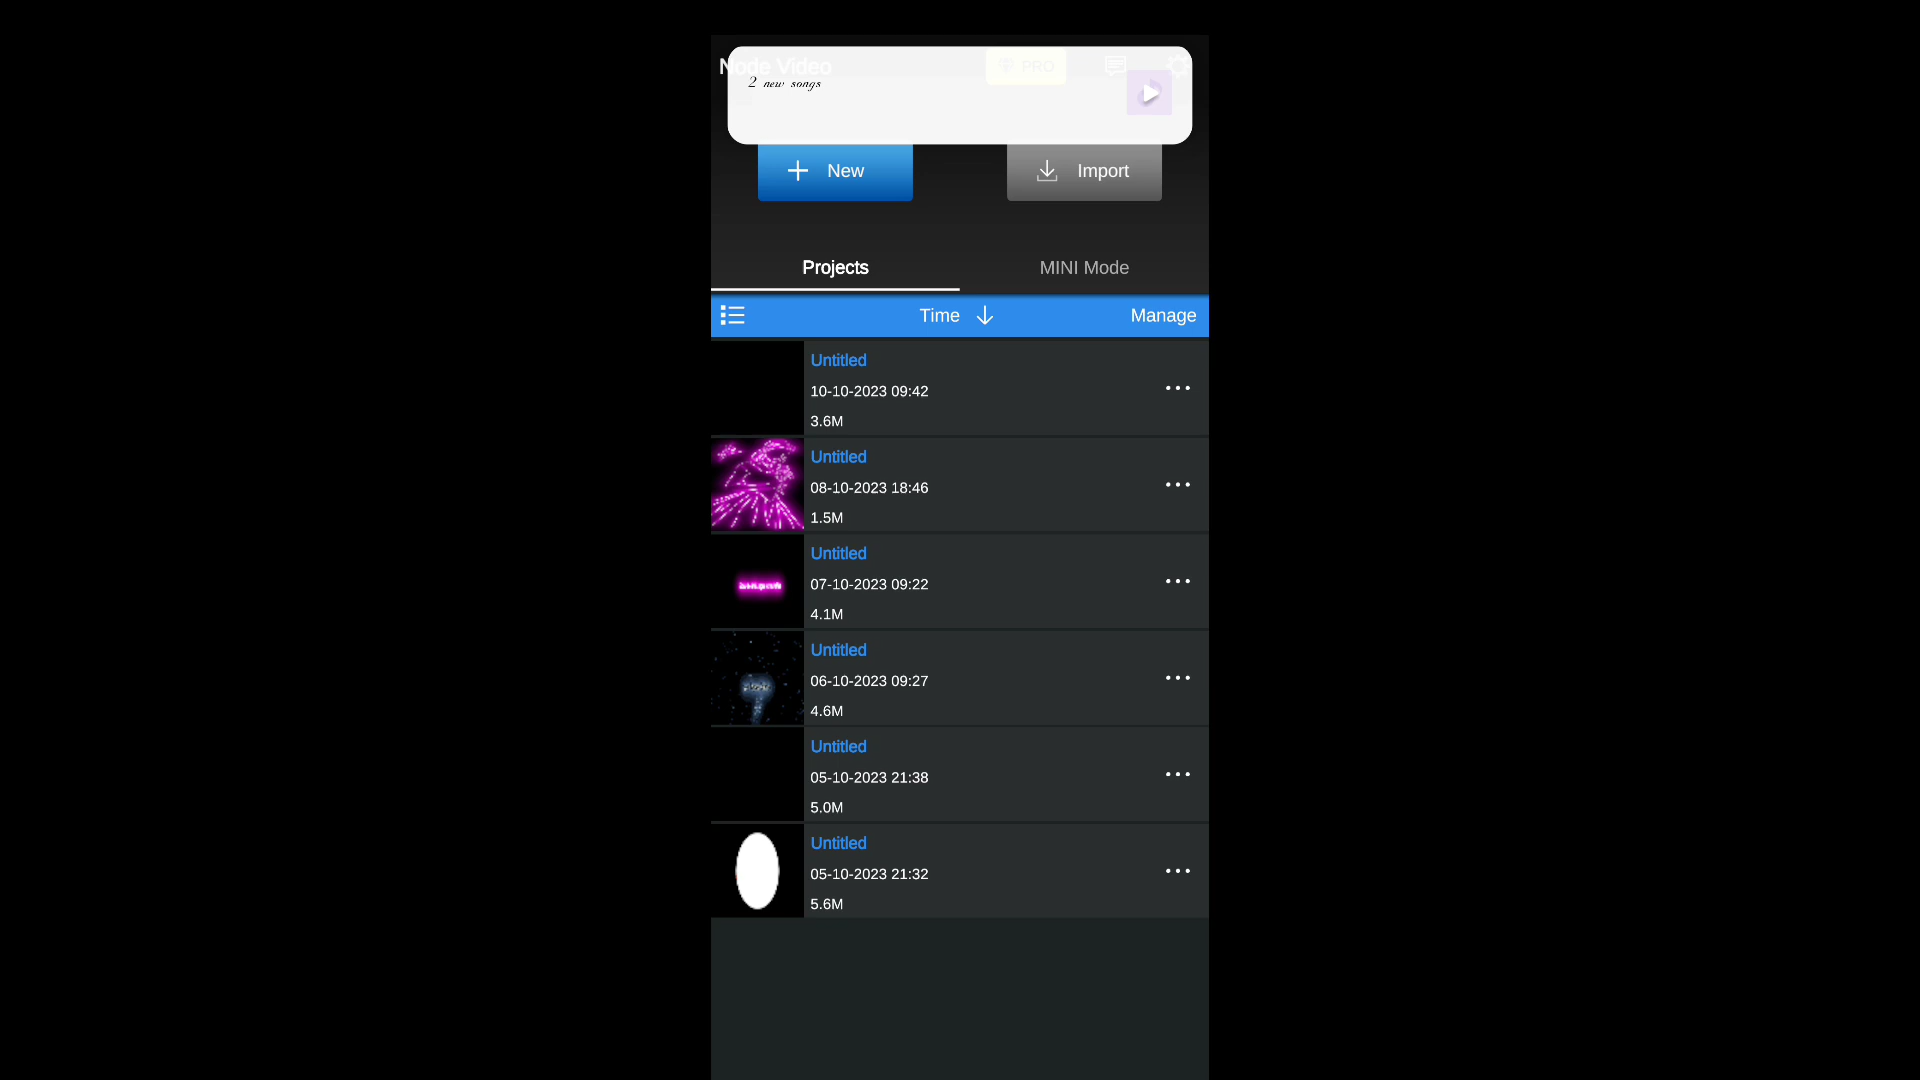 Node Video
PRO
2 new songs
New
Import
Projects
MINI Mode
Time
Manage
Untitled
10-10-2023 09:42
3.6M
Untitled
08-10-2023 18:46
1.5M
Untitled
07-10-2023 09:22
4.1M
Untitled
06-10-2023 09:27
4.6M
Untitled
05-10-2023 21:38
5.0M
Untitled
05-10-2023 21:32
5.6M